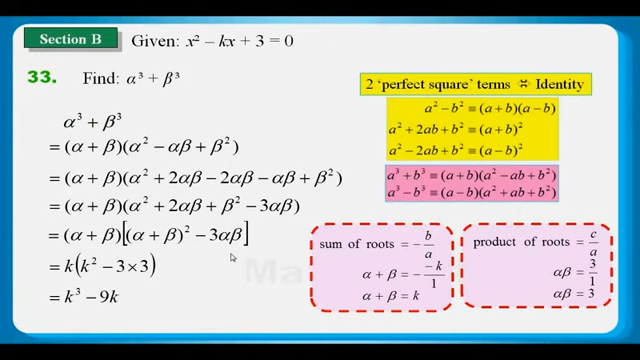 Section B Given: x² – kx + 3 = 0
33. Find: α³ + β³
α³ + β³
= (α + β)(α² − αβ + β²)
= (α + β)(α² + 2αβ − 2αβ − αβ + β²)
= (α + β)(α² + 2αβ + β² − 3αβ)
= (α + β)[(α + β)² − 3αβ]
= k(k² − 3 × 3)
= k³ − 9k
2 'perfect square' terms ⇔ Identity
a² − b² ≡ (a + b)(a − b)
a² + 2ab + b² ≡ (a + b)²
a² − 2ab + b² ≡ (a − b)²
a³ + b³ ≡ (a + b)(a² − ab + b²)
a³ − b³ ≡ (a − b)(a² + ab + b²)
sum of roots = − b/a
α + β = − −k/1
α + β = k
product of roots = c/a
αβ = 3/1
αβ = 3